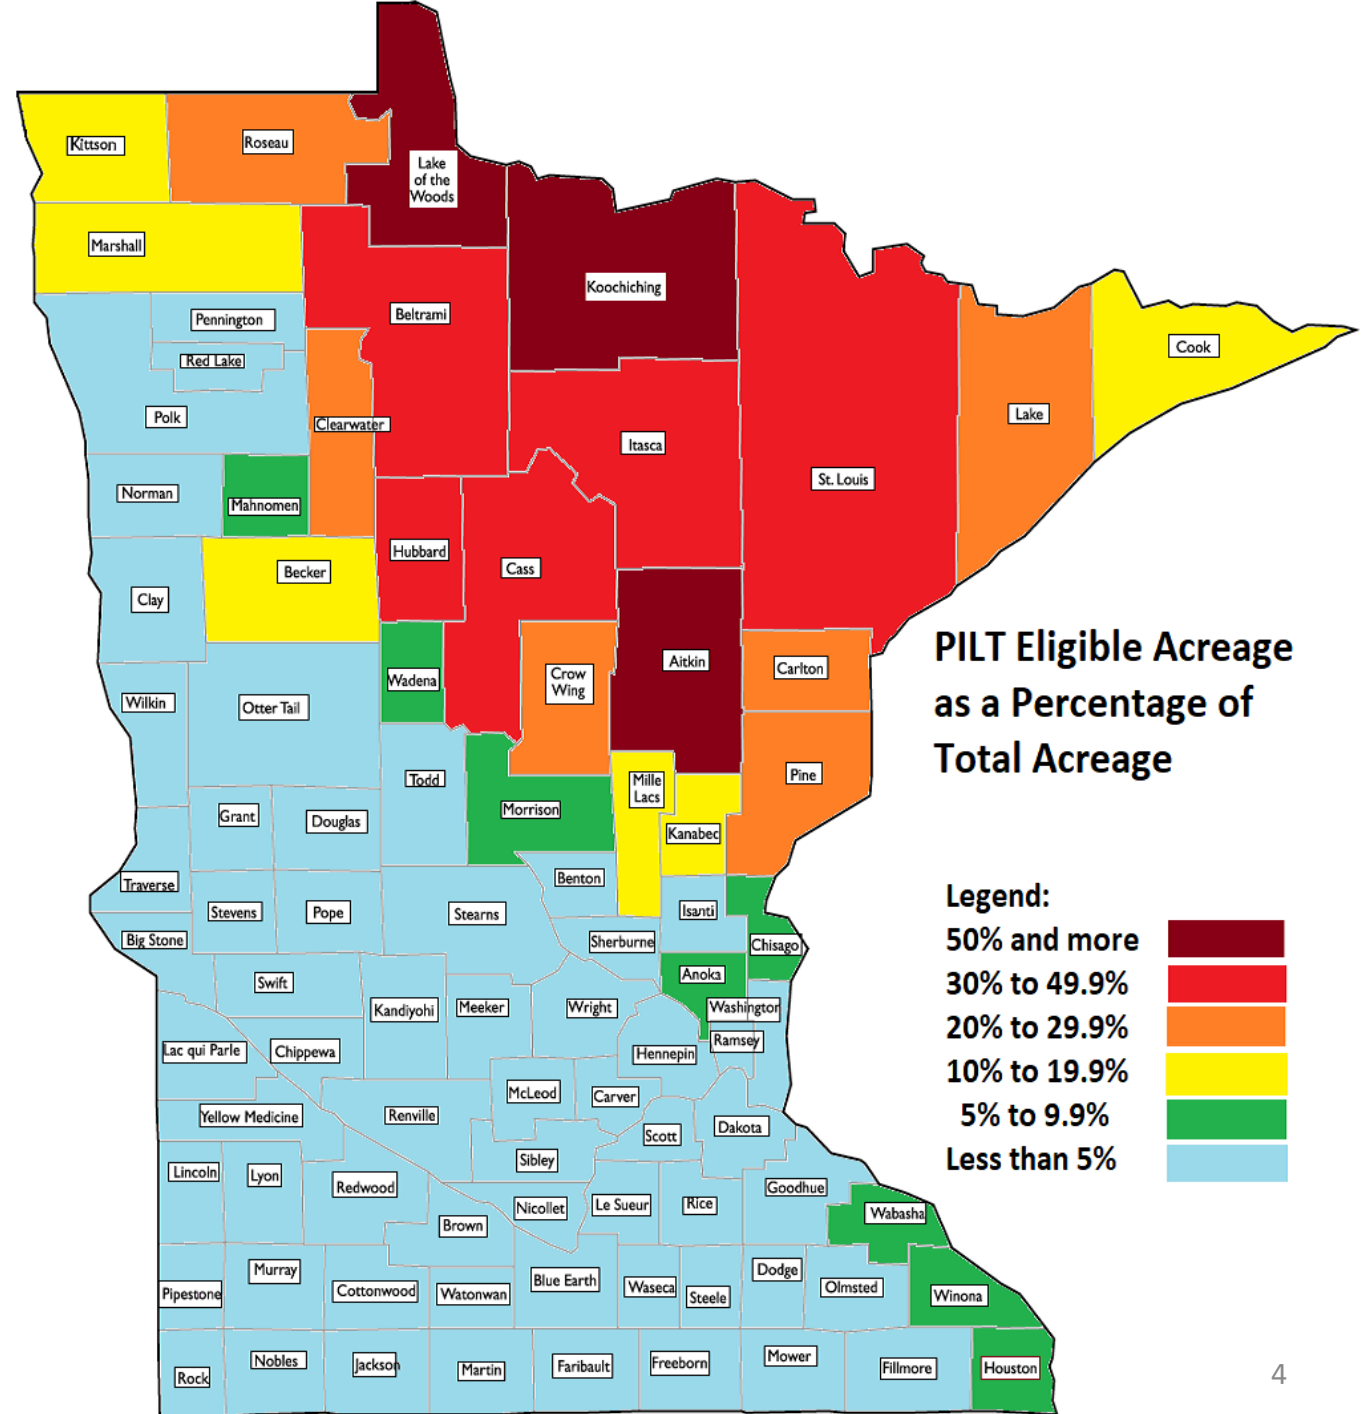 Kittson
Roseau
Lake
of the
Woods
Marshall
Koochiching
Beltrami
Pennington
Red Lake
Cook
Polk
Clearwater
Lake
Itasca
St. Louis
Norman
Mahnomen
Hubbard
Cass
Becker
Clay
PILT Eligible Acreage
as a Percentage of
Total Acreage
Aitkin
Carlton
Wadena
Crow
Wing
Wilkin
Otter Tail
Todd
Pine
Mille
Lacs
Morrison
Grant
Douglas
Kanabec
Benton
Traverse
Stevens
Pope
Stearns
Isanti
Big Stone
Sherburne
Chisago
Legend:
50% and more
30% to 49.9%
20% to 29.9%
10% to 19.9%
5% to 9.9%
Less than 5%
Swift
Anoka
Kandiyohi
Meeker
Wright
Washington
Ramsey
Lac qui Parle
Chippewa
Hennepin
McLeod
Carver
Yellow Medicine
Renville
Scott
Dakota
Sibley
Lincoln
Lyon
Redwood
Goodhue
Nicollet
Le Sueur
Rice
Wabasha
Brown
Murray
Dodge
Pipestone
Cottonwood
Watonwan
Blue Earth
Waseca
Steele
Olmsted
Winona
Rock
Nobles
Jackson
Martin
Faribault
Freeborn
Mower
Fillmore
Houston
4